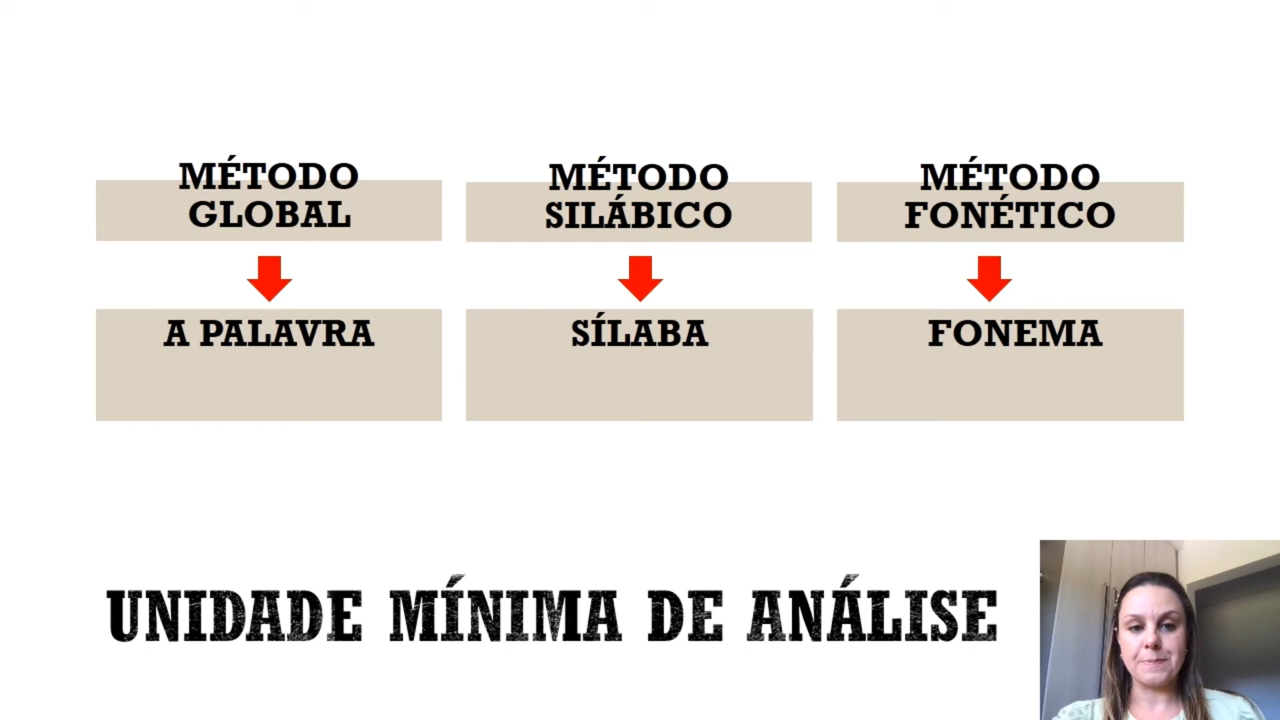 MÉTODO
GLOBAL
MÉTODO
SILÁBICO
MÉTODO
FONÉTICO
A PALAVRA
SÍLABA
FONEMA
UNIDADE MÍNIMA DE ANÁLISE